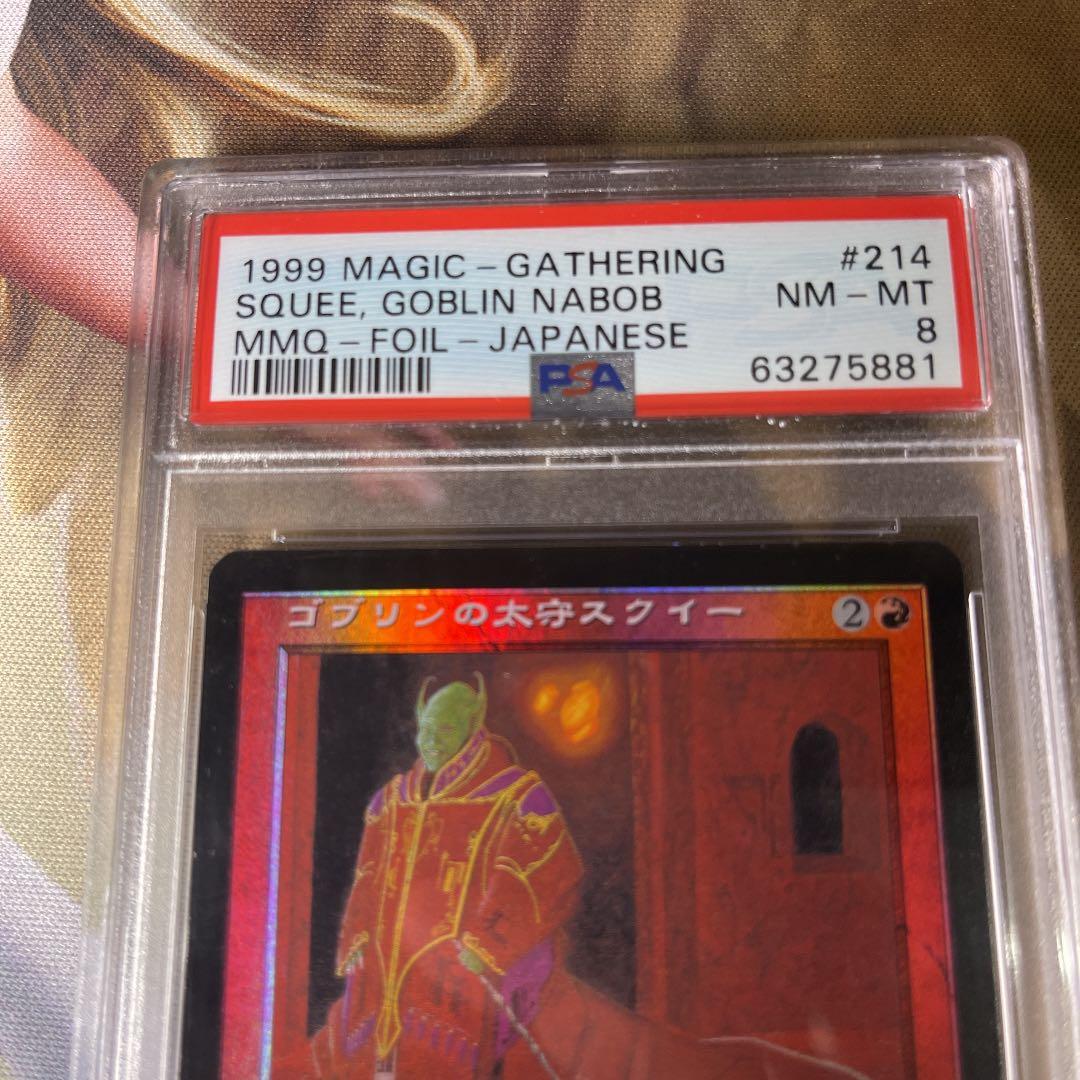 1999 MAGIC - GATHERING #214
SQUEE, GOBLIN NABOB NM - MT
MMQ - FOIL - JAPANESE 8
PSA 63275881
ゴブリンの太守スクイー 2